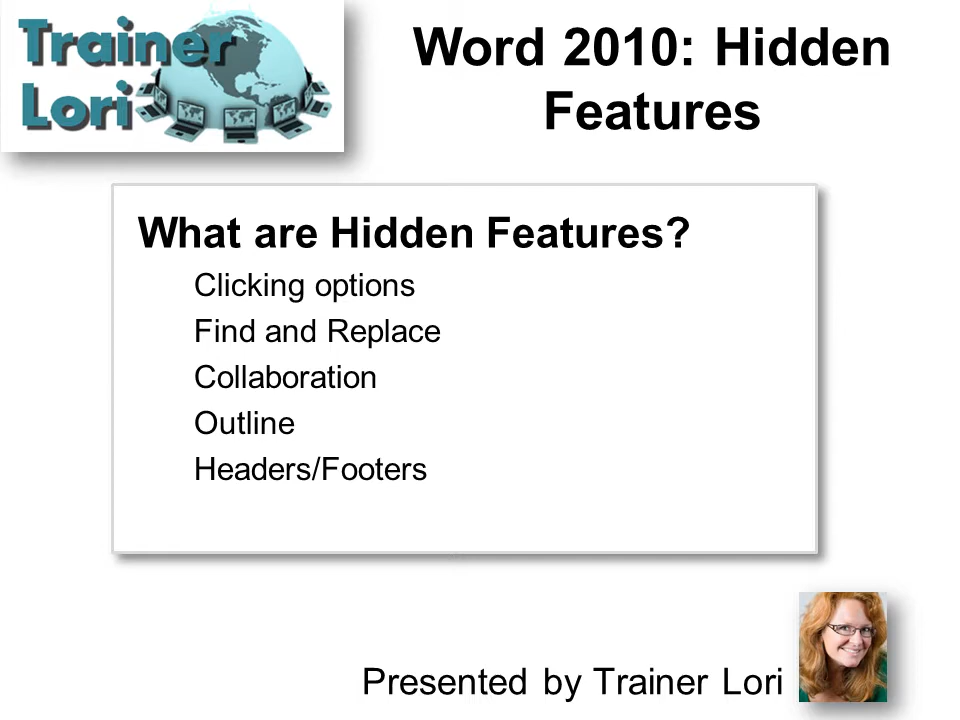 Trainer
Lori
Word 2010: Hidden
Features
What are Hidden Features?
Clicking options
Find and Replace
Collaboration
Outline
Headers/Footers
Presented by Trainer Lori